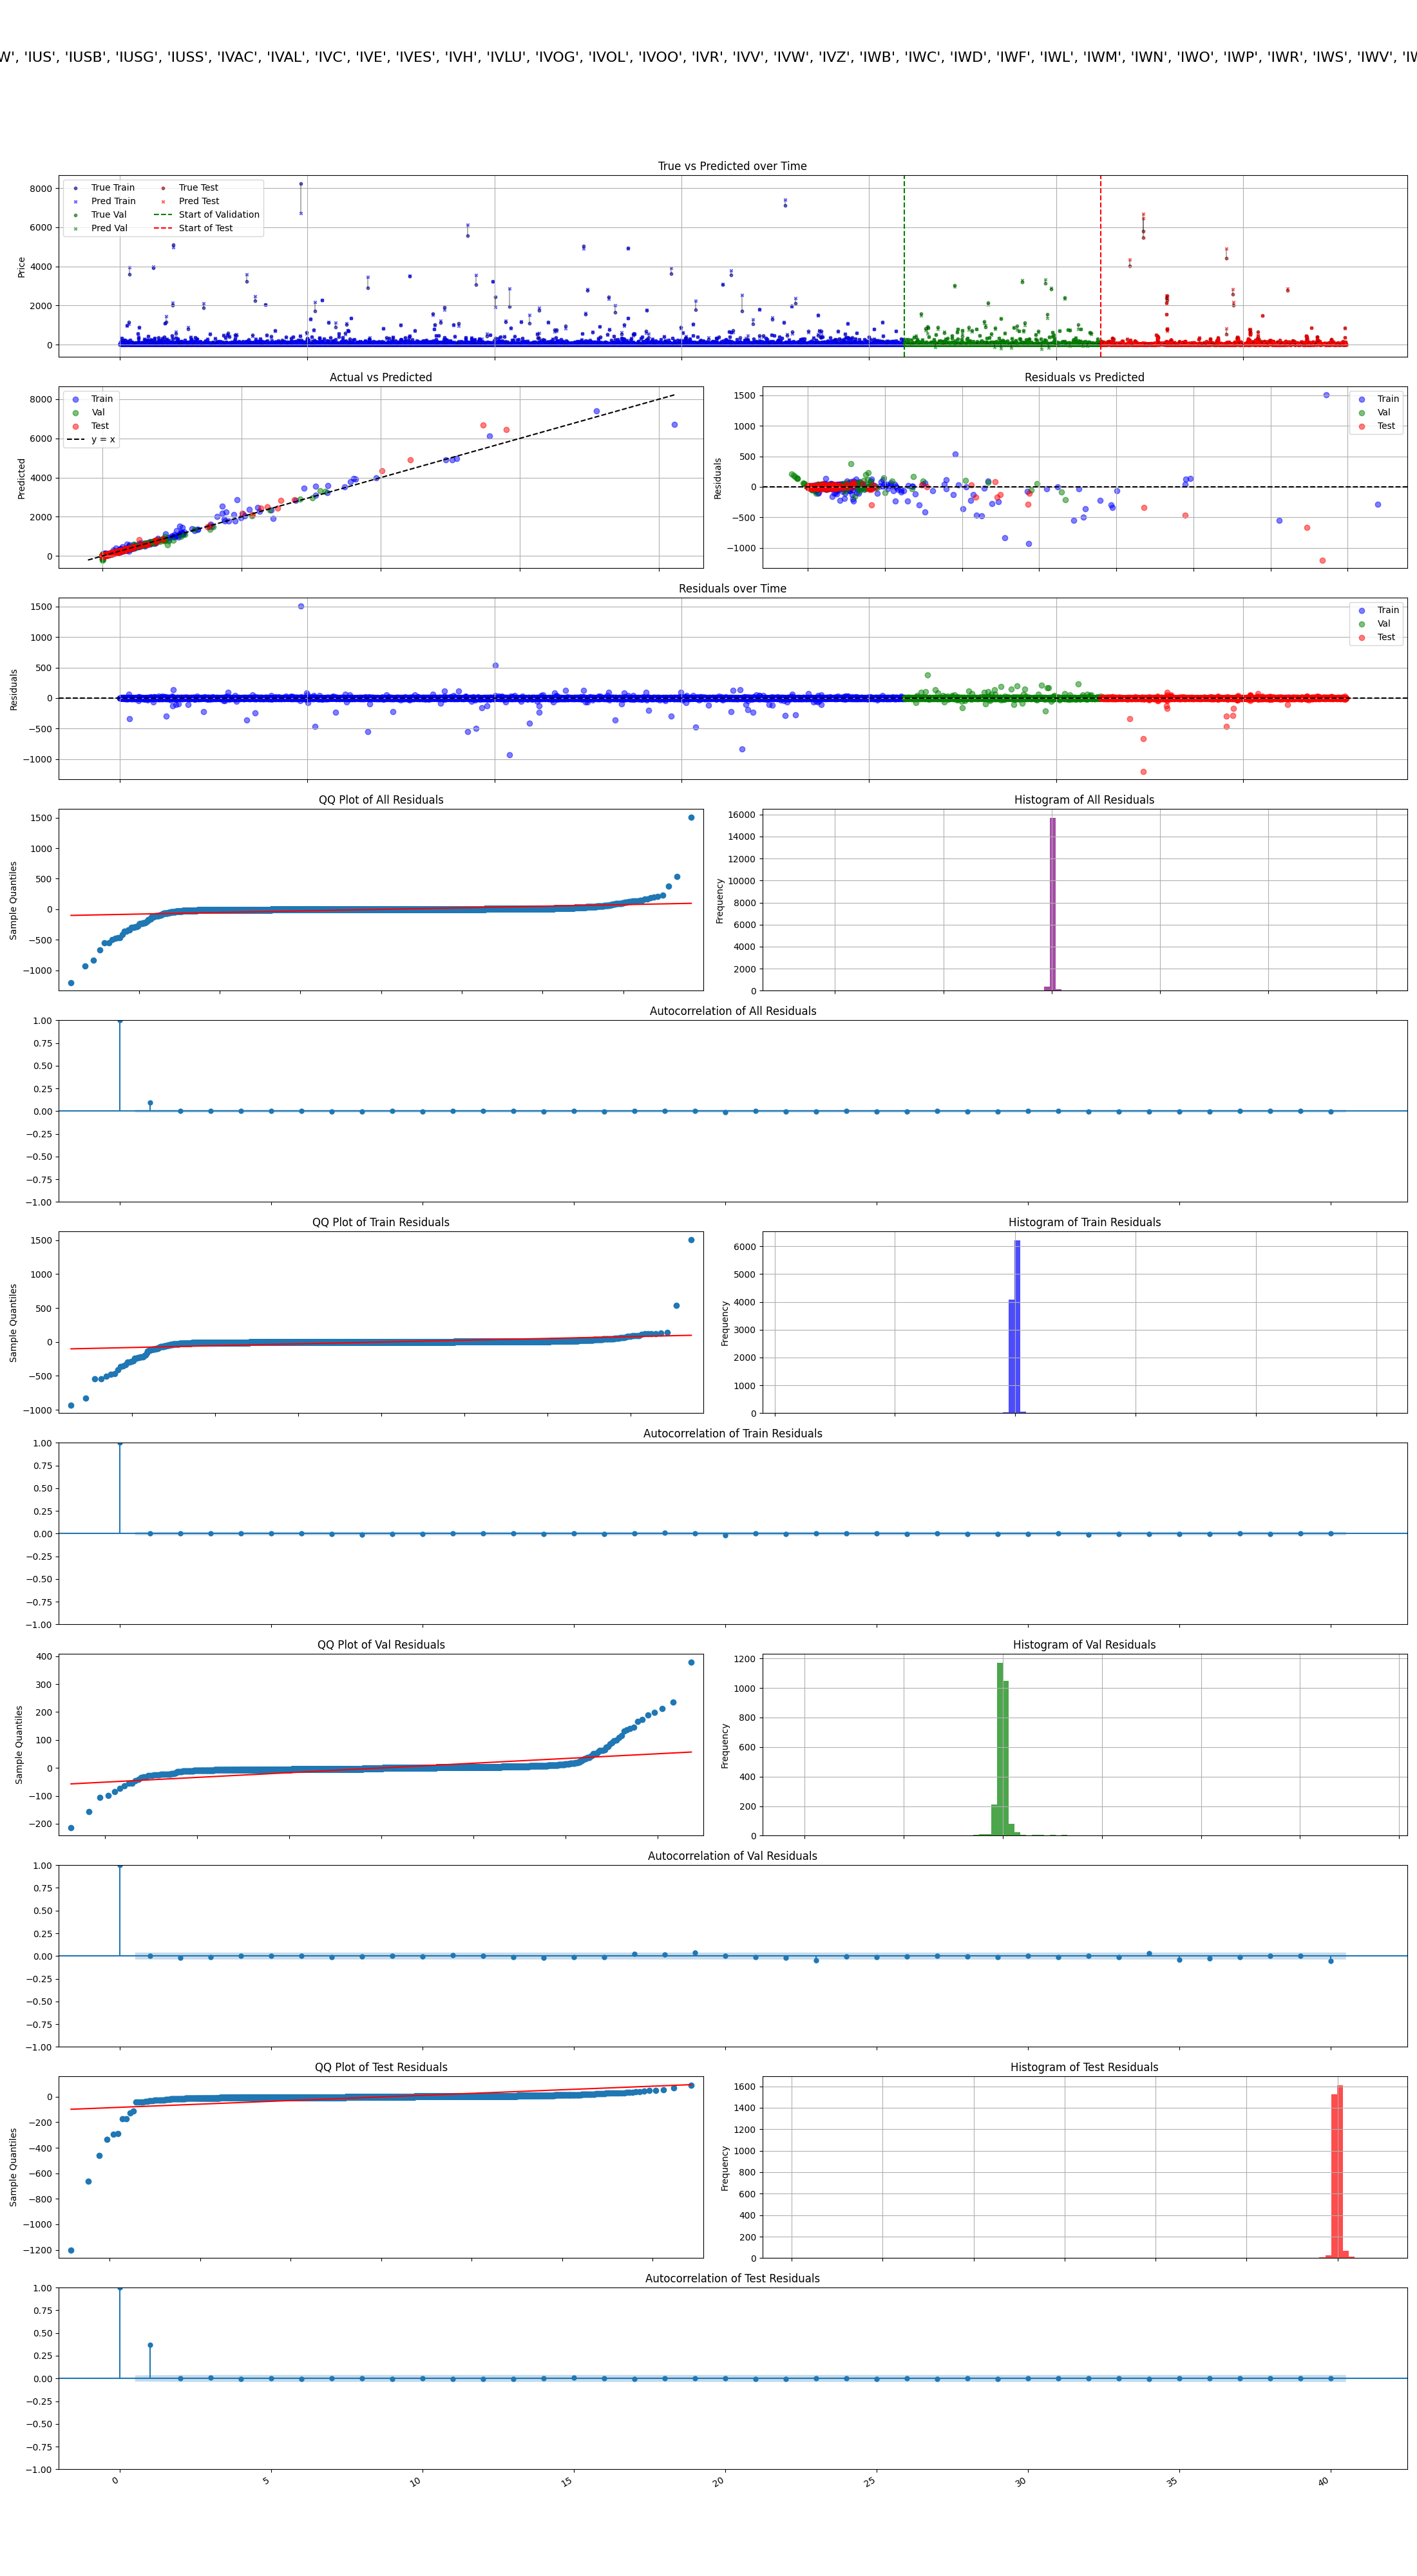 W', 'IUS', 'IUSB', 'IUSG', 'IUSS', 'IVAC', 'IVAL', 'IVC', 'IVE', 'IVES', 'IVH', 'IVLU', 'IVOG', 'IVOL', 'IVOO', 'IVR', 'IVV', 'IVW', 'IVZ', 'IWB', 'IWC', 'IWD', 'IWF', 'IWL', 'IWM', 'IWN', 'IWO', 'IWP', 'IWR', 'IWS', 'IWV', 'IW
True vs Predicted over Time
Price
8000
6000
4000
2000
0
True Train
Pred Train
True Val
Pred Val
True Test
Pred Test
Start of Validation
Start of Test
Actual vs Predicted
Predicted
8000
6000
4000
2000
0
Train
Val
Test
y = x
Residuals vs Predicted
Residuals
1500
1000
500
0
−500
−1000
Train
Val
Test
Residuals over Time
Residuals
1500
1000
500
0
−500
−1000
Train
Val
Test
QQ Plot of All Residuals
Sample Quantiles
1500
1000
500
0
−500
−1000
Histogram of All Residuals
Frequency
16000
14000
12000
10000
8000
6000
4000
2000
0
Autocorrelation of All Residuals
1.00
0.75
0.50
0.25
0.00
−0.25
−0.50
−0.75
−1.00
QQ Plot of Train Residuals
Sample Quantiles
1500
1000
500
0
−500
−1000
Histogram of Train Residuals
Frequency
6000
5000
4000
3000
2000
1000
0
Autocorrelation of Train Residuals
1.00
0.75
0.50
0.25
0.00
−0.25
−0.50
−0.75
−1.00
QQ Plot of Val Residuals
Sample Quantiles
400
300
200
100
0
−100
−200
Histogram of Val Residuals
Frequency
1200
1000
800
600
400
200
0
Autocorrelation of Val Residuals
1.00
0.75
0.50
0.25
0.00
−0.25
−0.50
−0.75
−1.00
QQ Plot of Test Residuals
Sample Quantiles
0
−200
−400
−600
−800
−1000
−1200
Histogram of Test Residuals
Frequency
1600
1400
1200
1000
800
600
400
200
0
Autocorrelation of Test Residuals
1.00
0.75
0.50
0.25
0.00
−0.25
−0.50
−0.75
−1.00
0 5 10 15 20 25 30 35 40